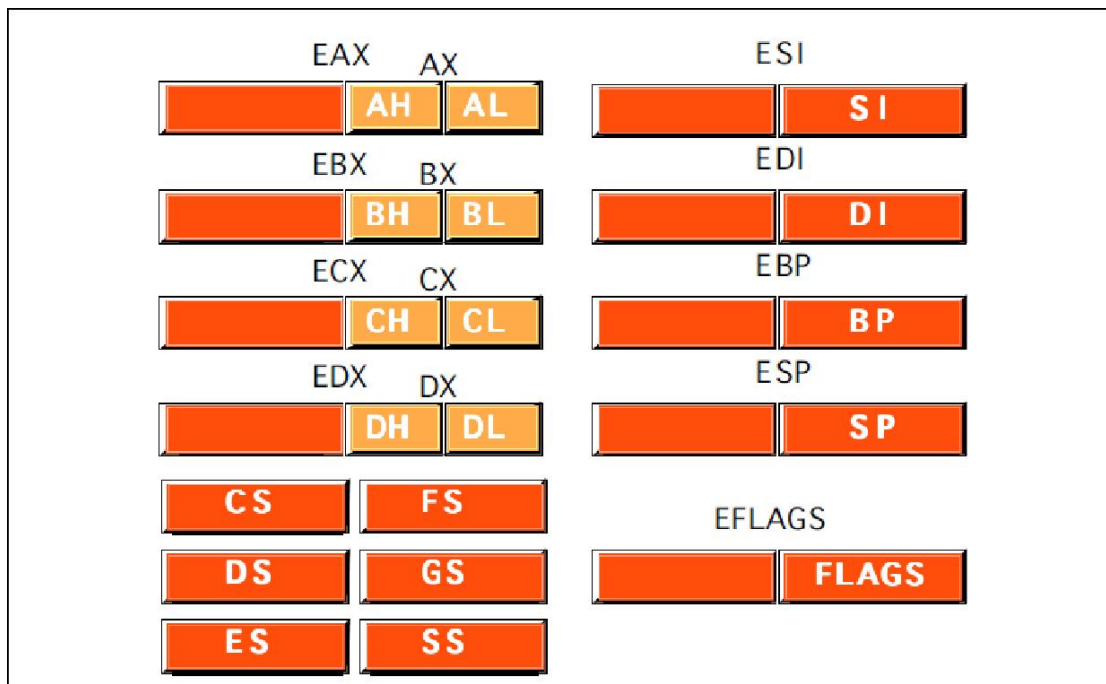 EAX AX
AH AL
EBX BX
BH BL
ECX CX
CH CL
EDX DX
DH DL
CS FS
DS GS
ES SS
ESI
SI
EDI
DI
EBP
BP
ESP
SP
EFLAGS
FLAGS